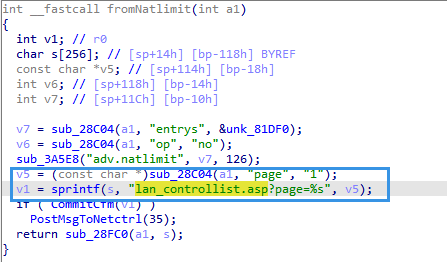 int __fastcall fromNatlimit(int a1)
{
int v1; // r0
char s[256]; // [sp+14h] [bp-118h] BYREF
const char *v5; // [sp+114h] [bp-18h]
int v6; // [sp+118h] [bp-14h]
int v7; // [sp+11Ch] [bp-10h]
v7 = sub_28C04(a1, "entrys", &unk_81DF0);
v6 = sub_28C04(a1, "op", "no");
sub_3A5E8("adv.natlimit", v7, 126);
v5 = (const char *)sub_28C04(a1, "page", "1");
v1 = sprintf(s, "lan_controllist.asp?page=%s", v5);
if ( CommitCfm(v1) )
PostMsgToNetctrl(35);
return sub_28FC0(a1, s);
}